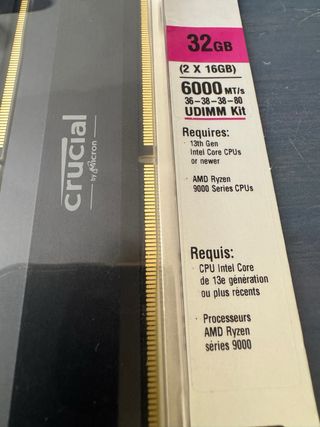 crucial
by Micron
32GB
(2 X 16GB)
6000 MT/s
36-38-38-80
UDIMM Kit
Requires:
· 13th Gen
Intel Core CPUs
or newer
· AMD Ryzen
9000 Series CPUs
Requis:
· CPU Intel Core
de 13e génération
ou plus récents
· Processeurs
AMD Ryzen
séries 9000